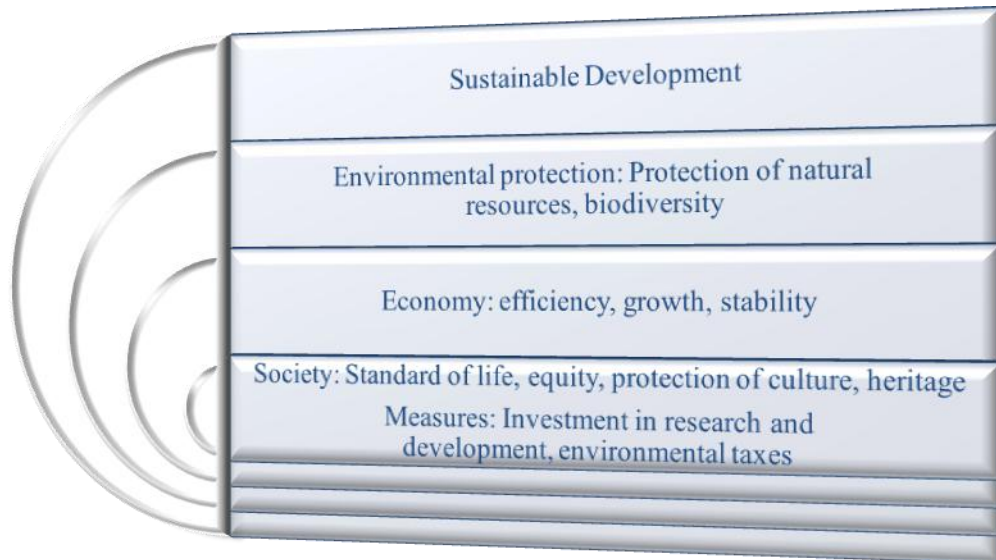 Sustainable Development
Environmental protection: Protection of natural
resources, biodiversity
Economy: efficiency, growth, stability
Society: Standard of life, equity, protection of culture, heritage
Measures: Investment in research and
development, environmental taxes